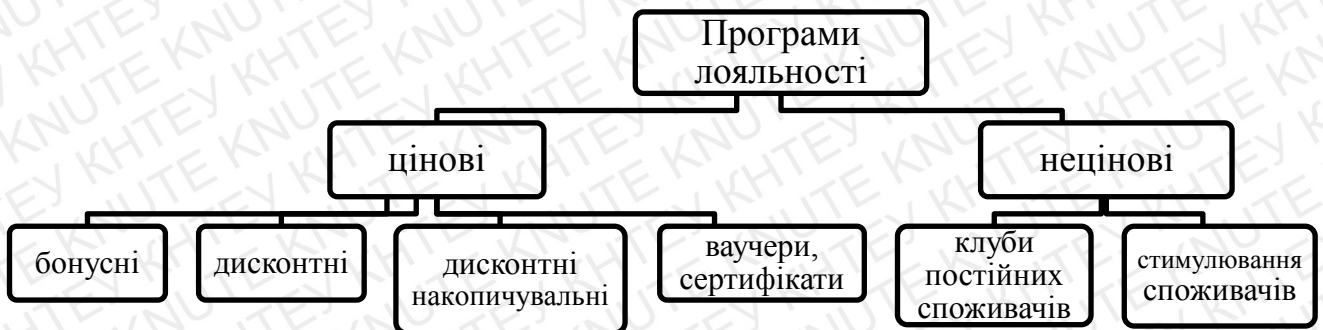 Програми
лояльності
цінові
нецінові
бонусні
дисконтні
дисконтні
накопичувальні
ваучери,
сертифікати
клуби
постійних
споживачів
стимулювання
споживачів